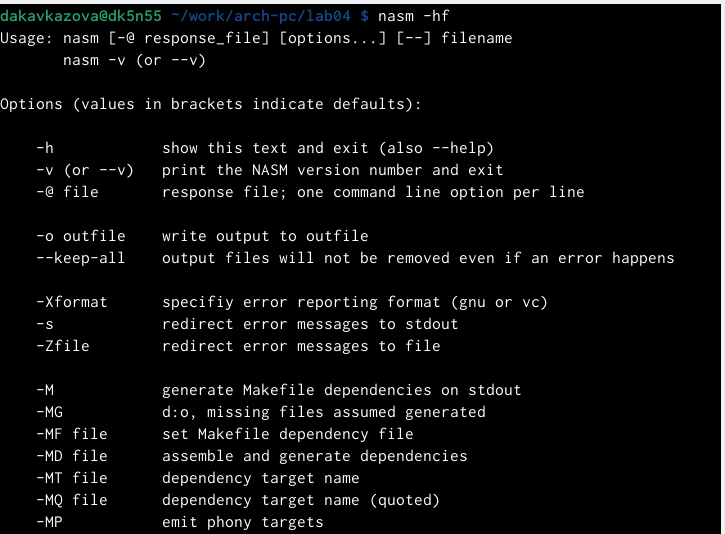 dakavkazova@dk5n55 ~/work/arch-pc/lab04 $ nasm -hf
Usage: nasm [-@ response_file] [options...] [--] filename
       nasm -v (or --v)

Options (values in brackets indicate defaults):

    -h            show this text and exit (also --help)
    -v (or --v)   print the NASM version number and exit
    -@ file       response file; one command line option per line

    -o outfile    write output to outfile
    --keep-all    output files will not be removed even if an error happens

    -Xformat      specifiy error reporting format (gnu or vc)
    -s            redirect error messages to stdout
    -Zfile        redirect error messages to file

    -M            generate Makefile dependencies on stdout
    -MG           d:o, missing files assumed generated
    -MF file      set Makefile dependency file
    -MD file      assemble and generate dependencies
    -MT file      dependency target name
    -MQ file      dependency target name (quoted)
    -MP           emit phony targets